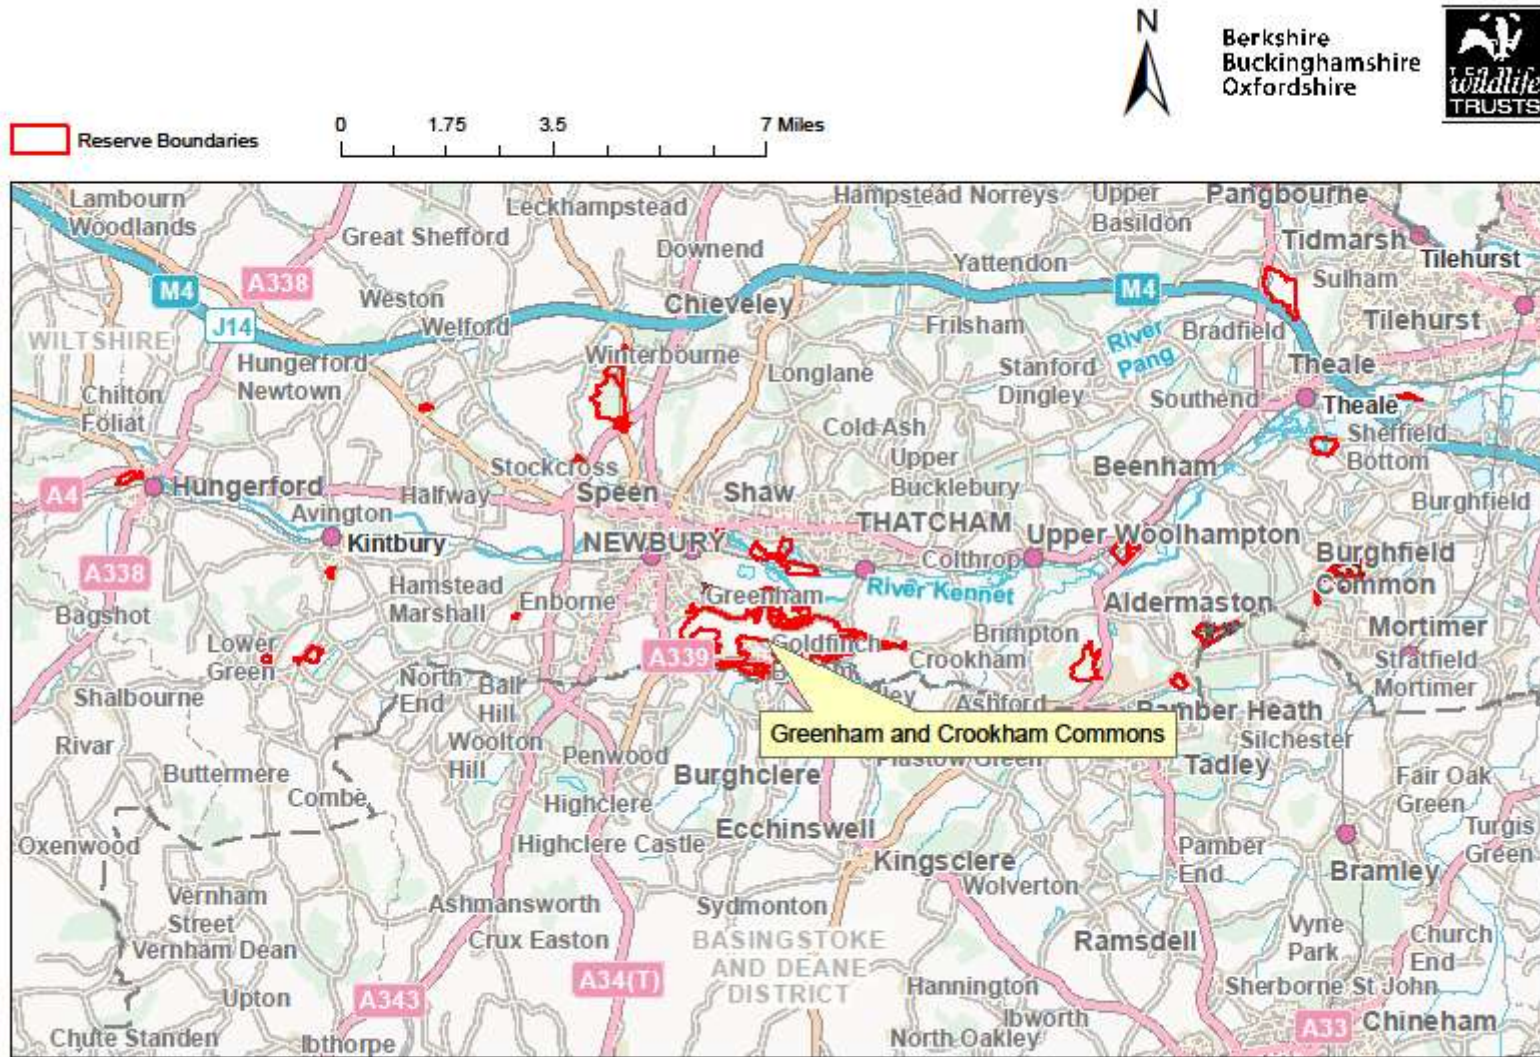 N
Berkshire
Buckinghamshire
Oxfordshire
wildlife
TRUSTS
Reserve Boundaries
0 1.75 3.5 7 Miles
Lambourn
Woodlands
Leckhampstead
Hampstead Norreys
Upper
Basildon
Pangbourne
Great Shefford
Downend
Tidmarsh
Tilehurst
Yattendon
Sulham
M4
A338
Weston
Chieveley
M4
J14
Welford
Frilsham
River
Pang
Bradfield
Tilehurst
WILTSHIRE
Hungerford
Newtown
Winterbourne
Longlane
Stanford
Dingley
Theale
Chilton
Foliat
Southend
Theale
Cold Ash
Sheffield
Bottom
Stockcross
Upper
Bucklebury
Beenham
A4
Hungerford
Halfway
Speen
Shaw
Burghfield
Avington
Kintbury
NEWBURY
THATCHAM
Upper Woolhampton
Colthrop
Burghfield
Common
A338
Hamstead
Marshall
Enborne
Greenham
River Kennet
Aldermaston
Bagshot
Lower
Green
A339
Goldfinch
Brimpton
Crookham
Mortimer
Stratfield
Mortimer
Shalbourne
North
End
Ball
Hill
Ashford
Pamber Heath
Greenham and Crookham Commons
Silchester
Rivar
Woolton
Hill
Penwood
Plastow Green
Tadley
Buttermere
Combe
Burghclere
Fair Oak
Green
Highclere
Oxenwood
Highclere Castle
Ecchinswell
Kingsclere
Pamber
End
Turgis
Green
Bramley
Vernham
Street
Wolverton
Ashmansworth
Sydmonton
Vernham Dean
Crux Easton
BASINGSTOKE
AND DEANE
DISTRICT
Ramsdell
Vyne
Park
Church
End
A34(T)
Upton
A343
Hannington
Sherborne St John
Chute Standen
Ibthorpe
Ibworth
North Oakley
A33
Chineham